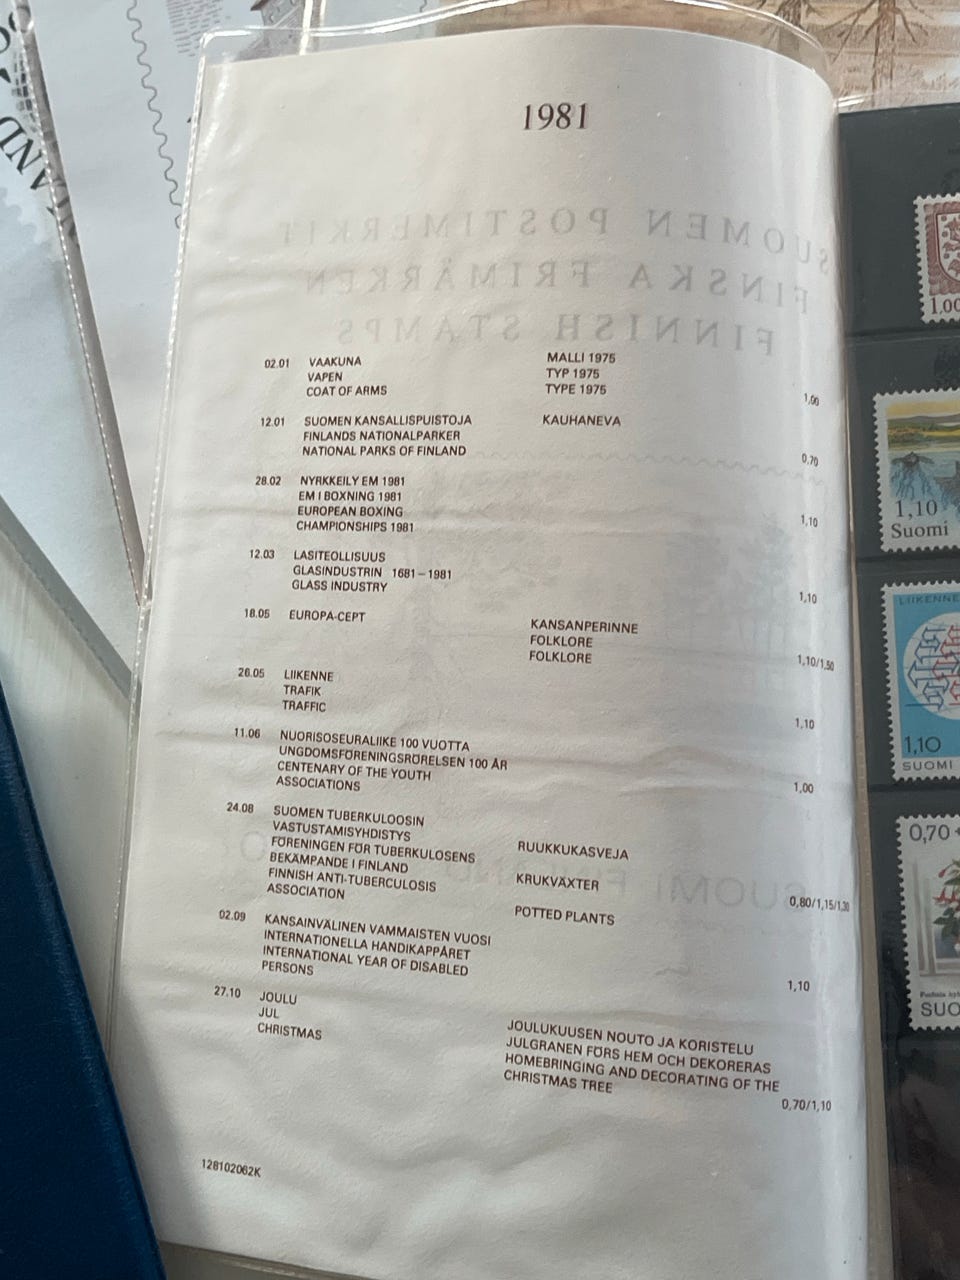 1981
SUOMEN POSTIMERKIT
FINSKA FRIMÄRKEN
FINNISH STAMPS
02.01 VAAKUNA MALLI 1975
VAPEN TYP 1975
COAT OF ARMS TYPE 1975
1,00
12.01 SUOMEN KANSALLISPUISTOJA KAUHANEVA
FINLANDS NATIONALPARKER
NATIONAL PARKS OF FINLAND
0,70
28.02 NYRKKEILY EM 1981
EM I BOXNING 1981
EUROPEAN BOXING
CHAMPIONSHIPS 1981
1,10
12.03 LASITEOLLISUUS
GLASINDUSTRIN 1681–1981
GLASS INDUSTRY
1,10
18.05 EUROPA-CEPT KANSANPERINNE
FOLKLORE
FOLKLORE
1,10/1,50
26.05 LIIKENNE
TRAFIK
TRAFFIC
1,10
11.06 NUORISOSEURALIIKE 100 VUOTTA
UNGDOMSFÖRENINGSRÖRELSEN 100 ÅR
CENTENARY OF THE YOUTH
ASSOCIATIONS
1,00
24.08 SUOMEN TUBERKULOOSIN
VASTUSTAMISYHDISTYS
FÖRENINGEN FÖR TUBERKULOSENS RUUKKUKASVEJA
BEKÄMPANDE I FINLAND
FINNISH ANTI-TUBERCULOSIS KRUKVÄXTER
ASSOCIATION
POTTED PLANTS
0,80/1,15/1,30
02.09 KANSAINVÄLINEN VAMMAISTEN VUOSI
INTERNATIONELLA HANDIKAPPÅRET
INTERNATIONAL YEAR OF DISABLED
PERSONS
1,10
27.10 JOULU
JUL
CHRISTMAS
JOULUKUUSEN NOUTO JA KORISTELU
JULGRANEN FÖRS HEM OCH DEKORERAS
HOMEBRINGING AND DECORATING OF THE
CHRISTMAS TREE
0,70/1,10
128102062K
SUOMI FINLAND
1,00
1,10
Suomi
LIIKENNE
1,10
SUOMI
0,70
SUO